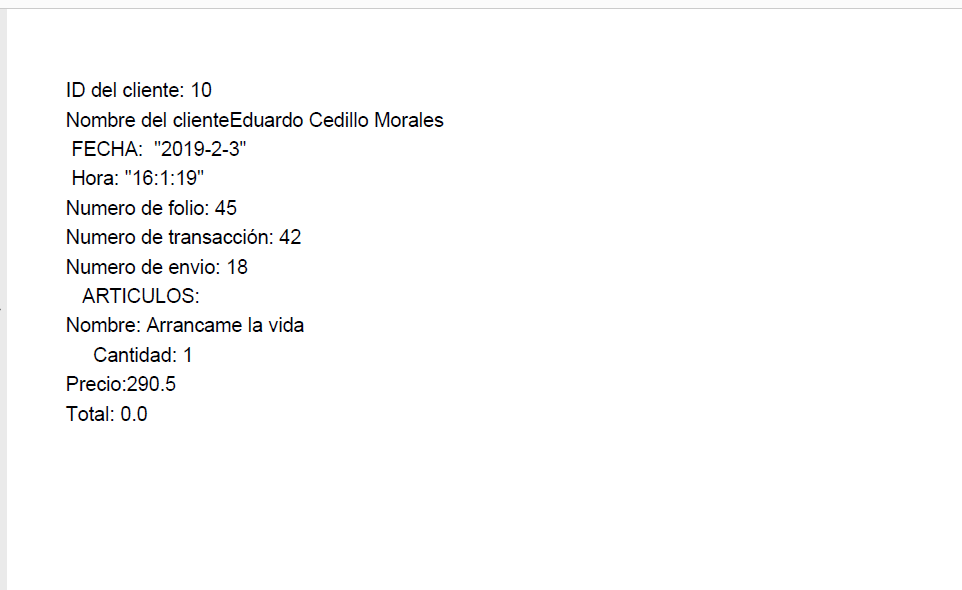 ID del cliente: 10
Nombre del clienteEduardo Cedillo Morales
FECHA:  "2019-2-3"
Hora: "16:1:19"
Numero de folio: 45
Numero de transacción: 42
Numero de envio: 18
ARTICULOS:
Nombre: Arrancame la vida
Cantidad: 1
Precio:290.5
Total: 0.0